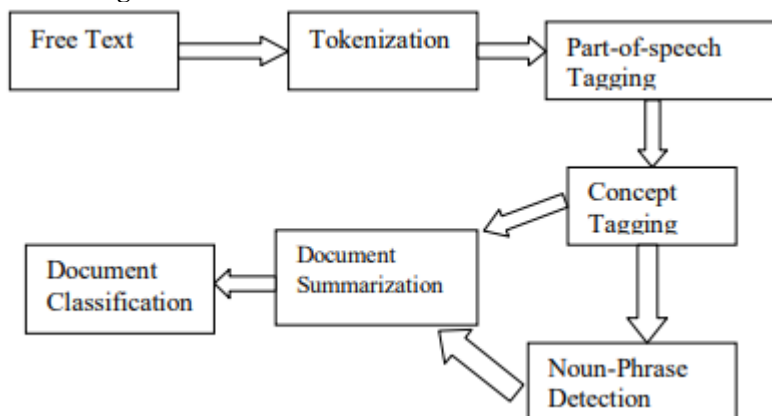 Free Text
Tokenization
Part-of-speech
Tagging
Concept
Tagging
Document
Summarization
Document
Classification
Noun-Phrase
Detection